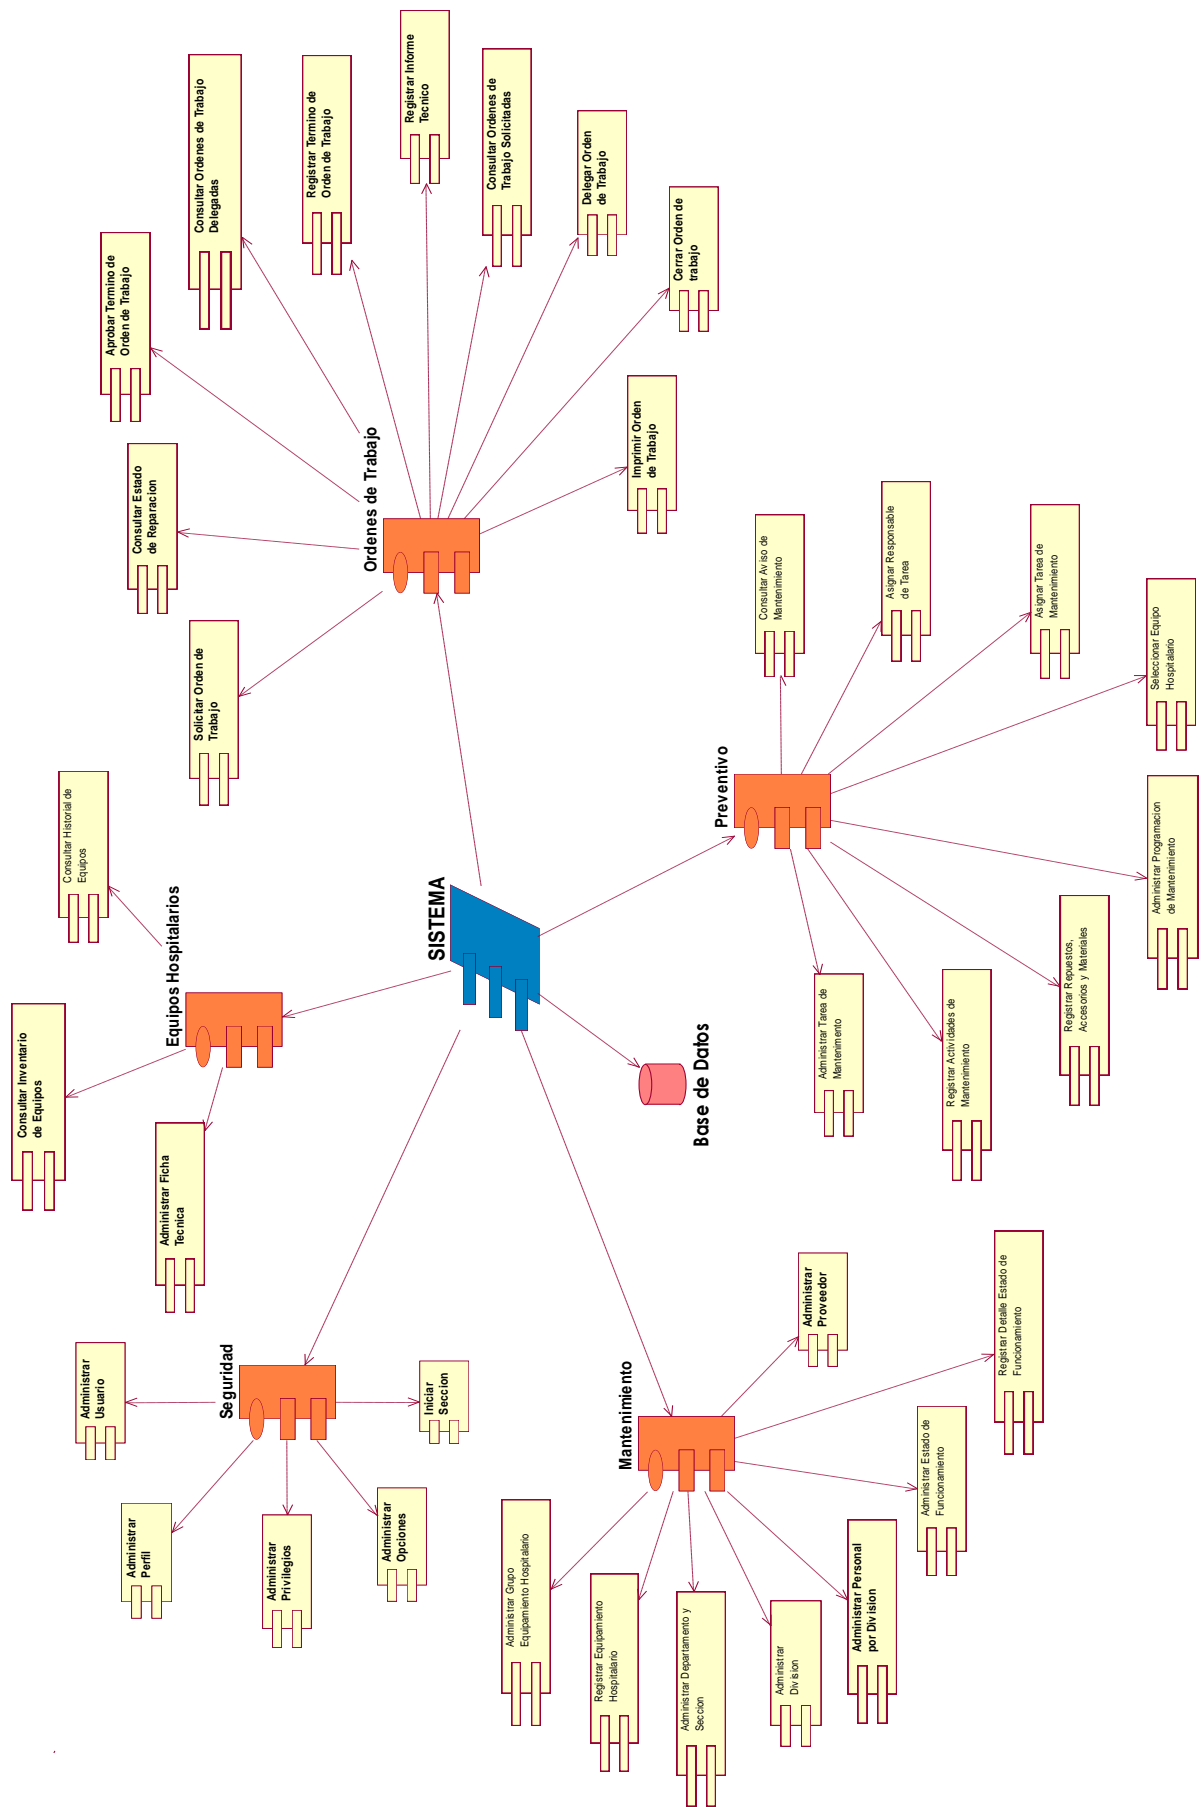 Consultar Ordenes de Trabajo
Delegadas
Registrar Termino de
Orden de Trabajo
Registrar Informe
Tecnico
Consultar Ordenes de
Trabajo Solicitadas
Delegar Orden
de Trabajo
Cerrar Orden de
trabajo
Imprimir Orden
de Trabajo
Aprobar Termino de
Orden de Trabajo
Consultar Estado
de Reparacion
Solicitar Orden de
Trabajo
Ordenes de Trabajo
Consultar Historial de
Equipos
Equipos Hospitalarios
Consultar Inventario
de Equipos
Administrar Ficha
Tecnica
SISTEMA
Base de Datos
Preventivo
Consultar Aviso de
Mantenimiento
Asignar Responsable
de Tarea
Asignar Tarea de
Mantenimiento
Seleccionar Equipo
Hospitalario
Administrar Programacion
de Mantenimiento
Registrar Repuestos,
Accesorios y Materiales
Registrar Actividades de
Mantenimiento
Administrar Tarea de
Mantenimento
Seguridad
Administrar
Usuario
Administrar
Perfil
Administrar
Privilegios
Administrar
Opciones
Iniciar
Seccion
Mantenimiento
Administrar
Proveedor
Registrar Detalle Estado de
Funcionamiento
Administrar Estado de
Funcionamiento
Administrar Personal
por Division
Administrar
Division
Administrar Departamento y
Seccion
Registrar Equipamiento
Hospitalario
Administrar Grupo
Equipamiento Hospitalario